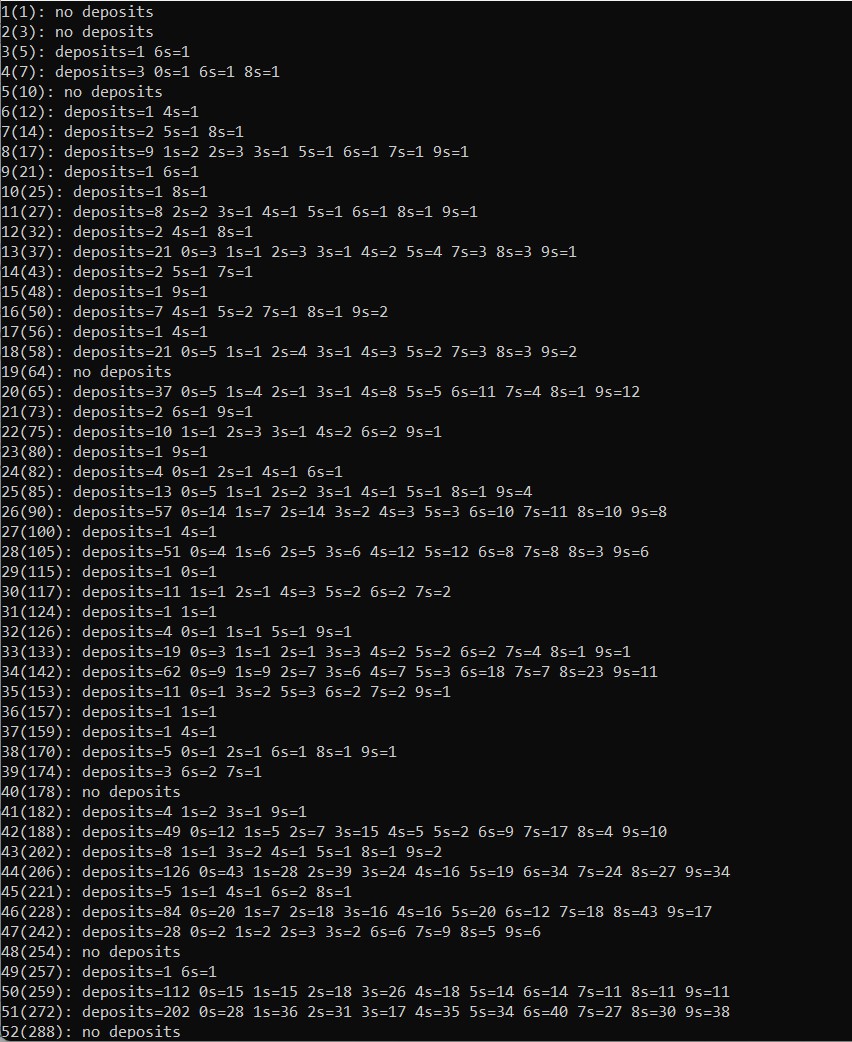 1(1): no deposits
2(3): no deposits
3(5): deposits=1 6s=1
4(7): deposits=3 0s=1 6s=1 8s=1
5(10): no deposits
6(12): deposits=1 4s=1
7(14): deposits=2 5s=1 8s=1
8(17): deposits=9 1s=2 2s=3 3s=1 5s=1 6s=1 7s=1 9s=1
9(21): deposits=1 6s=1
10(25): deposits=1 8s=1
11(27): deposits=8 2s=2 3s=1 4s=1 5s=1 6s=1 8s=1 9s=1
12(32): deposits=2 4s=1 8s=1
13(37): deposits=21 0s=3 1s=1 2s=3 3s=1 4s=2 5s=4 7s=3 8s=3 9s=1
14(43): deposits=2 5s=1 7s=1
15(48): deposits=1 9s=1
16(50): deposits=7 4s=1 5s=2 7s=1 8s=1 9s=2
17(56): deposits=1 4s=1
18(58): deposits=21 0s=5 1s=1 2s=4 3s=1 4s=3 5s=2 7s=3 8s=3 9s=2
19(64): no deposits
20(65): deposits=37 0s=5 1s=4 2s=1 3s=1 4s=8 5s=5 6s=11 7s=4 8s=1 9s=12
21(73): deposits=2 6s=1 9s=1
22(75): deposits=10 1s=1 2s=3 3s=1 4s=2 6s=2 9s=1
23(80): deposits=1 9s=1
24(82): deposits=4 0s=1 2s=1 4s=1 6s=1
25(85): deposits=13 0s=5 1s=1 2s=2 3s=1 4s=1 5s=1 8s=1 9s=4
26(90): deposits=57 0s=14 1s=7 2s=14 3s=2 4s=3 5s=3 6s=10 7s=11 8s=10 9s=8
27(100): deposits=1 4s=1
28(105): deposits=51 0s=4 1s=6 2s=5 3s=6 4s=12 5s=12 6s=8 7s=8 8s=3 9s=6
29(115): deposits=1 0s=1
30(117): deposits=11 1s=1 2s=1 4s=3 5s=2 6s=2 7s=2
31(124): deposits=1 1s=1
32(126): deposits=4 0s=1 1s=1 5s=1 9s=1
33(133): deposits=19 0s=3 1s=1 2s=1 3s=3 4s=2 5s=2 6s=2 7s=4 8s=1 9s=1
34(142): deposits=62 0s=9 1s=9 2s=7 3s=6 4s=7 5s=3 6s=18 7s=7 8s=23 9s=11
35(153): deposits=11 0s=1 3s=2 5s=3 6s=2 7s=2 9s=1
36(157): deposits=1 1s=1
37(159): deposits=1 4s=1
38(170): deposits=5 0s=1 2s=1 6s=1 8s=1 9s=1
39(174): deposits=3 6s=2 7s=1
40(178): no deposits
41(182): deposits=4 1s=2 3s=1 9s=1
42(188): deposits=49 0s=12 1s=5 2s=7 3s=15 4s=5 5s=2 6s=9 7s=17 8s=4 9s=10
43(202): deposits=8 1s=1 3s=2 4s=1 5s=1 8s=1 9s=2
44(206): deposits=126 0s=43 1s=28 2s=39 3s=24 4s=16 5s=19 6s=34 7s=24 8s=27 9s=34
45(221): deposits=5 1s=1 4s=1 6s=2 8s=1
46(228): deposits=84 0s=20 1s=7 2s=18 3s=16 4s=16 5s=20 6s=12 7s=18 8s=43 9s=17
47(242): deposits=28 0s=2 1s=2 2s=3 3s=2 6s=6 7s=9 8s=5 9s=6
48(254): no deposits
49(257): deposits=1 6s=1
50(259): deposits=112 0s=15 1s=15 2s=18 3s=26 4s=18 5s=14 6s=14 7s=11 8s=11 9s=11
51(272): deposits=202 0s=28 1s=36 2s=31 3s=17 4s=35 5s=34 6s=40 7s=27 8s=30 9s=38
52(288): no deposits